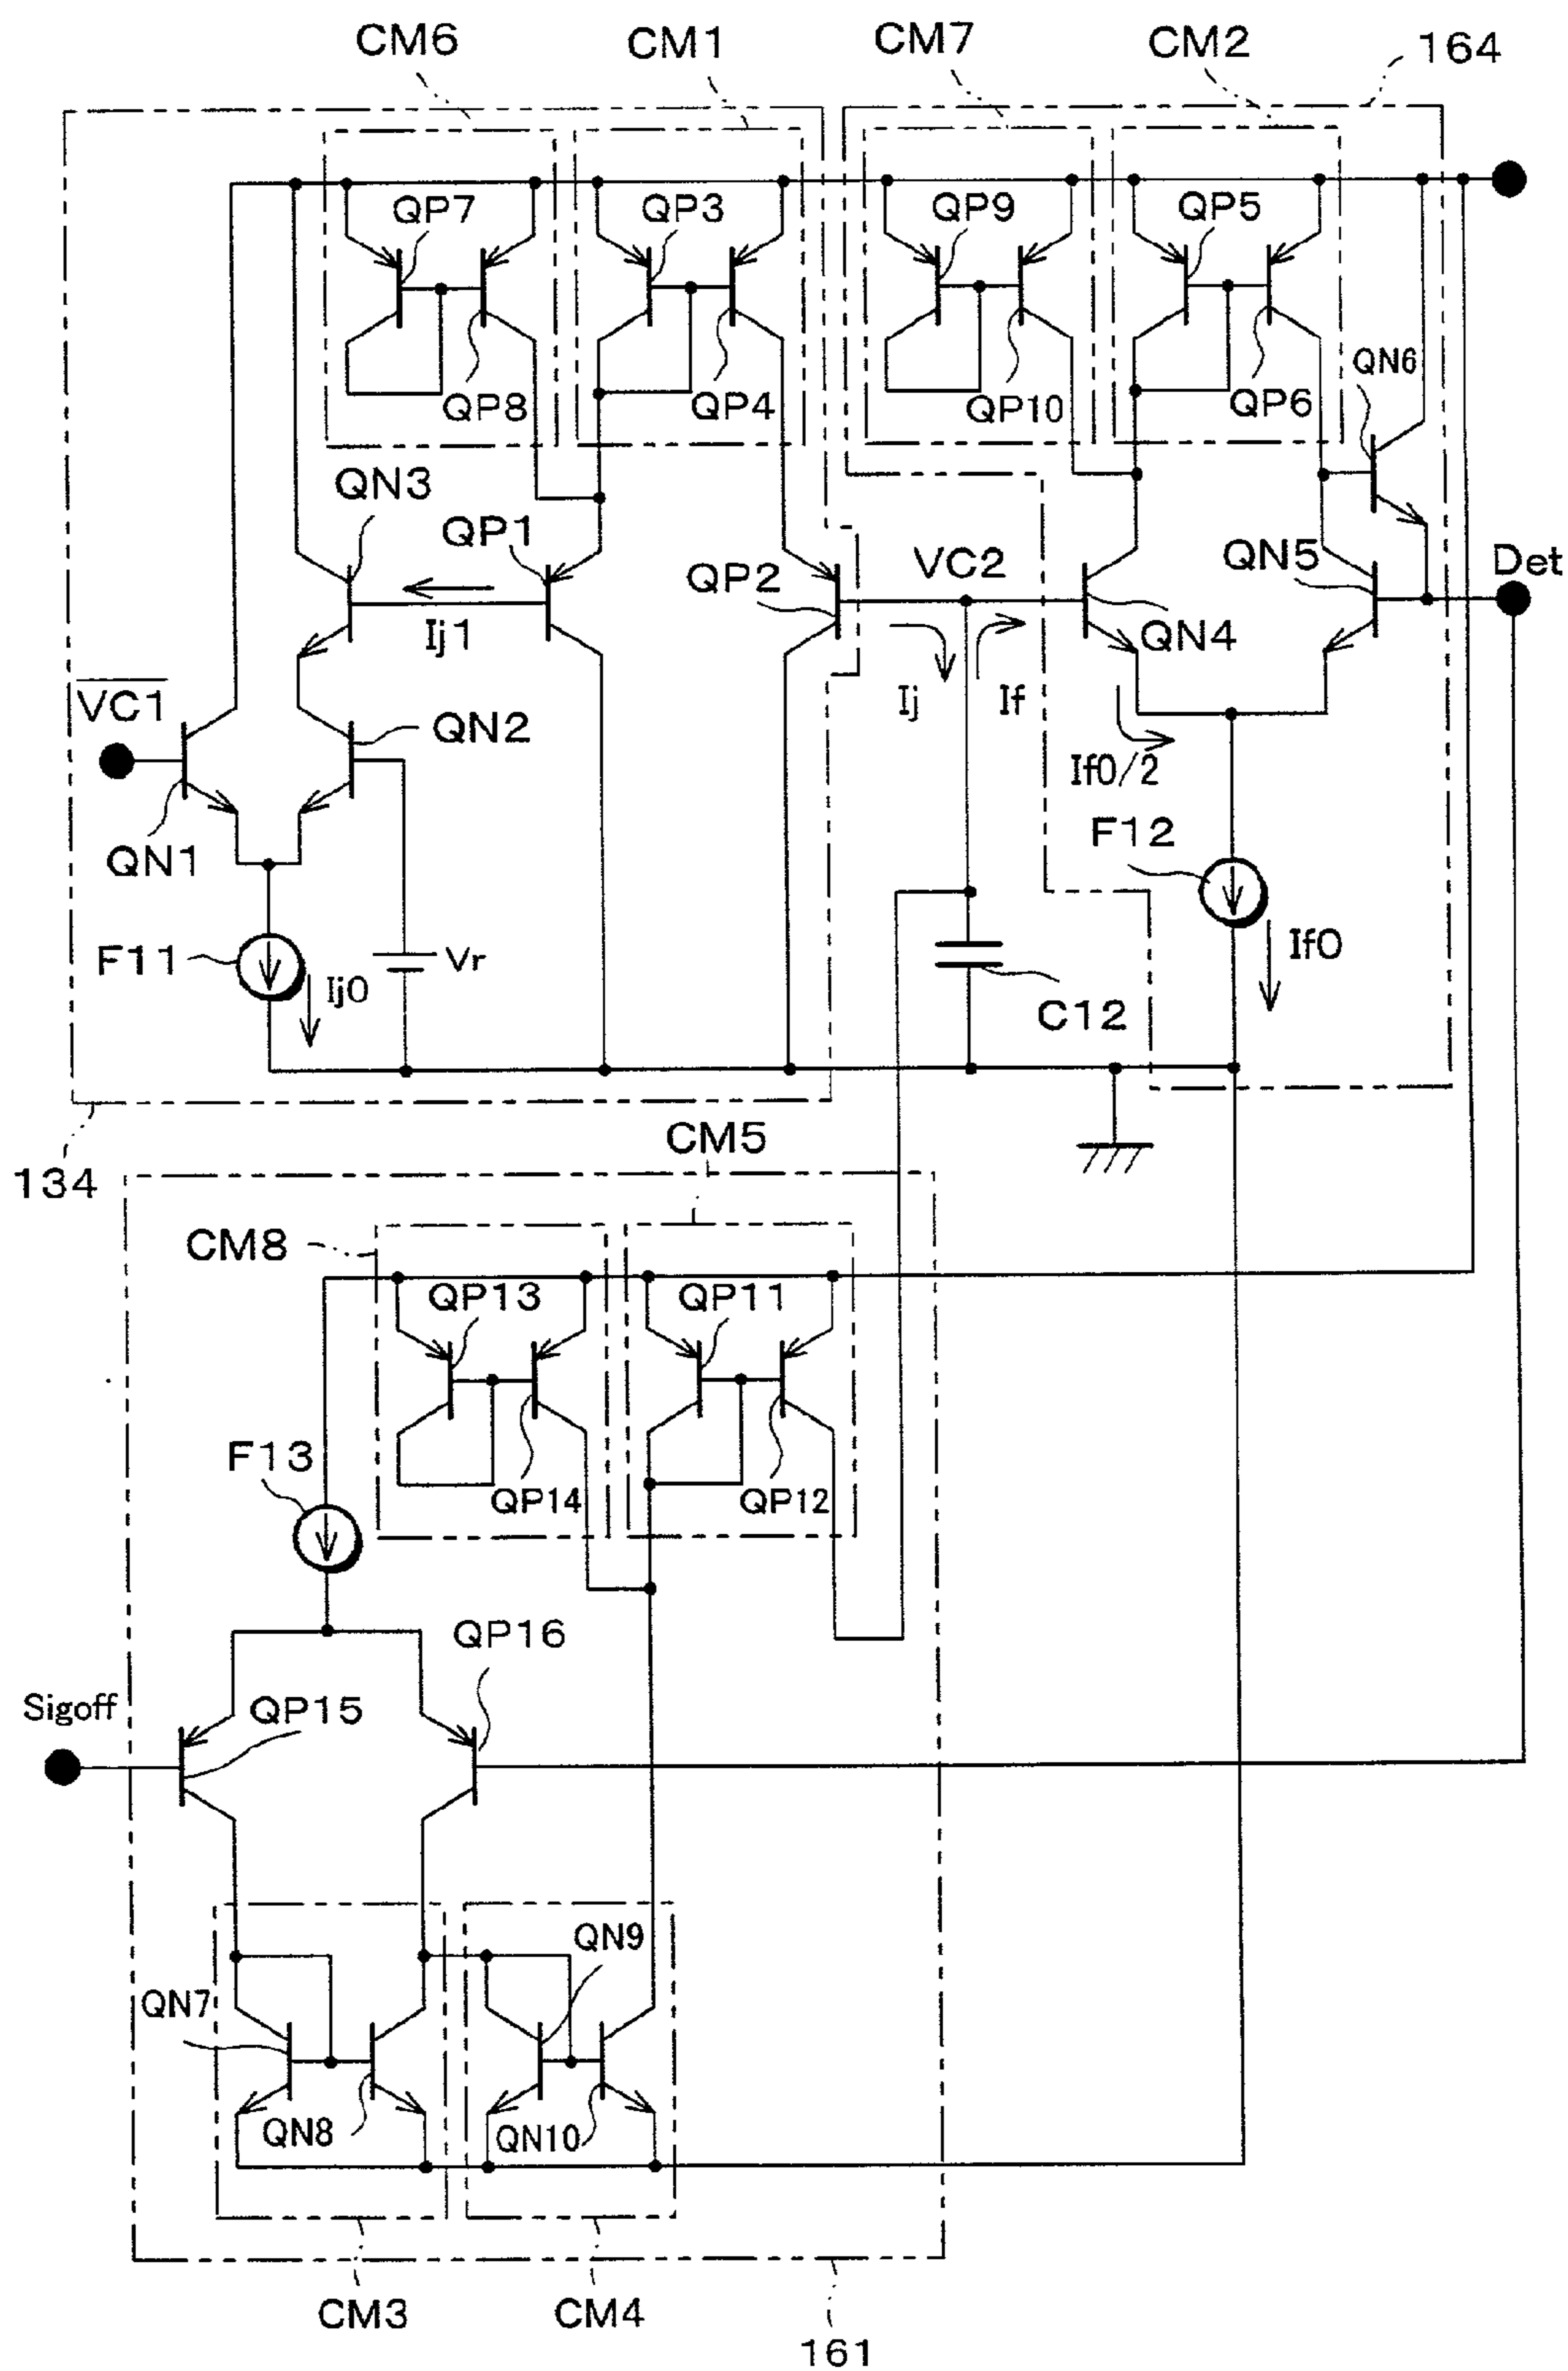 CM6
CM1
CM7
CM2
164
QP7
QP3
QP9
QP5
QN6
QP8
QP4
QP10
QP6
QN3
QP1
QP2
VC2
QN5
Det
Ij1
QN4
VC1
QN2
Ij
If
If0/2
QN1
F12
F11
Vr
Ij0
If0
C12
134
CM5
CM8
QP13
QP11
F13
QP14
QP12
QP16
Sigoff
QP15
QN9
QN7
QN8
QN10
CM3
CM4
161